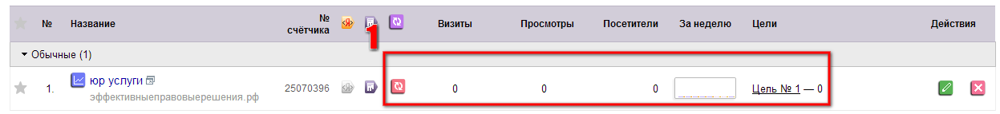 № Название № счётчика Визиты Просмотры Посетители За неделю Цели Действия
1
Обычные (1)
1. юр услуги 25070396 0 0 0 Цель № 1 — 0
эффективныеправовыерешения.рф